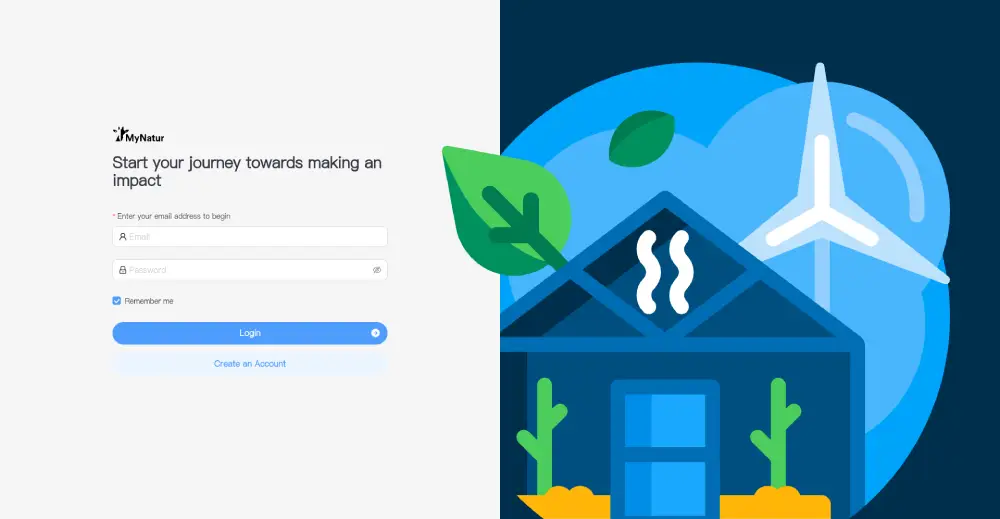 MyNatur
Start your journey towards making an
impact
* Enter your email address to begin
Email
Password
Remember me
Login
Create an Account